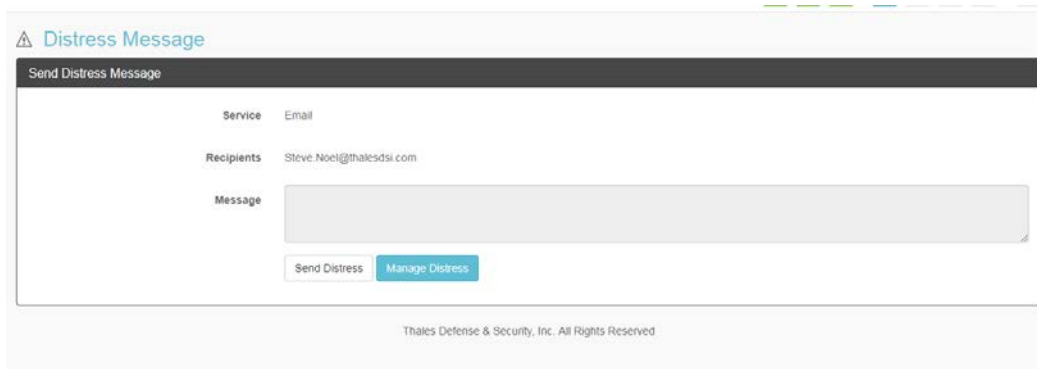 Distress Message
Send Distress Message
Service Email
Recipients Steve.Noel@thalesdsi.com
Message
Send Distress Manage Distress
Thales Defense & Security, Inc. All Rights Reserved